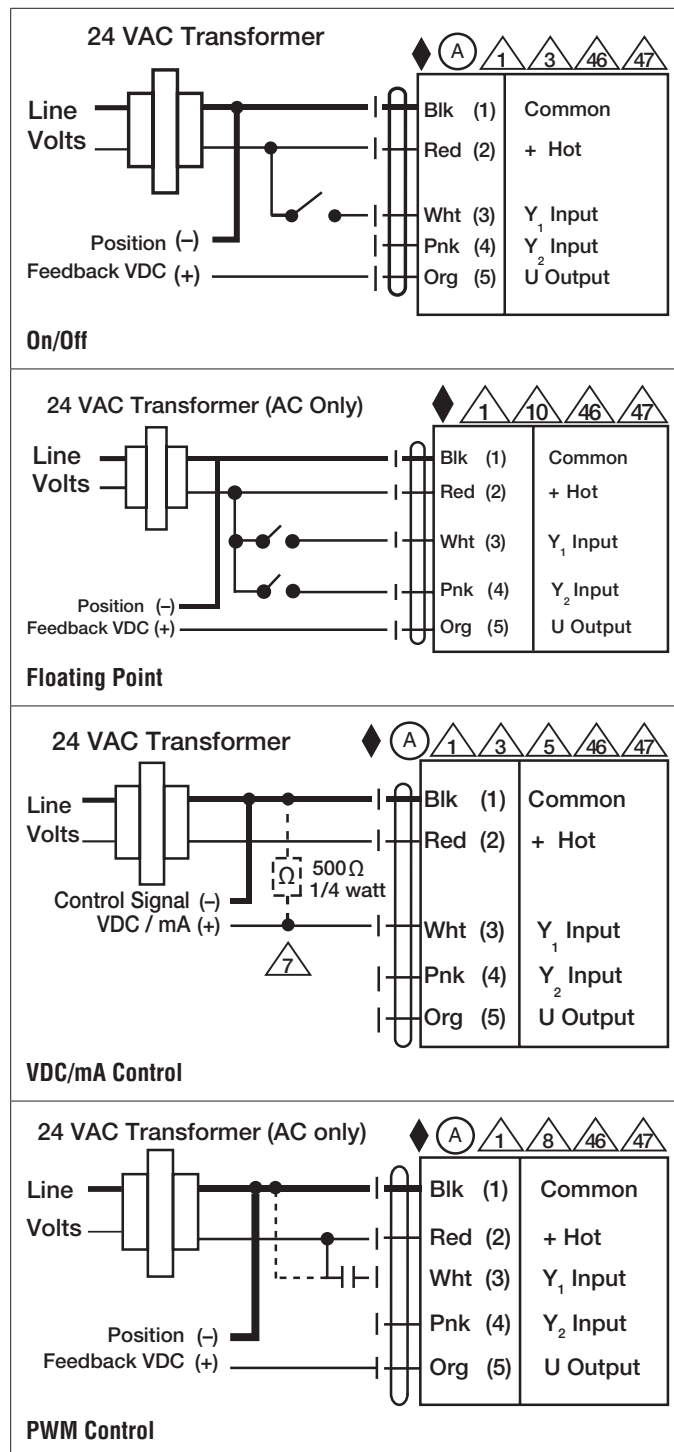 24 VAC Transformer
A 1 3 46 47
Line
Volts
Blk (1) Common
Red (2) + Hot
Wht (3) Y1 Input
Position (–)
Pnk (4) Y2 Input
Feedback VDC (+)
Org (5) U Output
On/Off
24 VAC Transformer (AC Only)
1 10 46 47
Line
Volts
Blk (1) Common
Red (2) + Hot
Wht (3) Y1 Input
Pnk (4) Y2 Input
Position (–)
Feedback VDC (+)
Org (5) U Output
Floating Point
24 VAC Transformer
A 1 3 5 46 47
Line
Volts
Blk (1) Common
Red (2) + Hot
Ω 500 Ω
1/4 watt
Control Signal (–)
VDC / mA (+)
7
Wht (3) Y1 Input
Pnk (4) Y2 Input
Org (5) U Output
VDC/mA Control
24 VAC Transformer (AC only)
A 1 8 46 47
Line
Volts
Blk (1) Common
Red (2) + Hot
Wht (3) Y1 Input
Pnk (4) Y2 Input
Position (–)
Feedback VDC (+)
Org (5) U Output
PWM Control